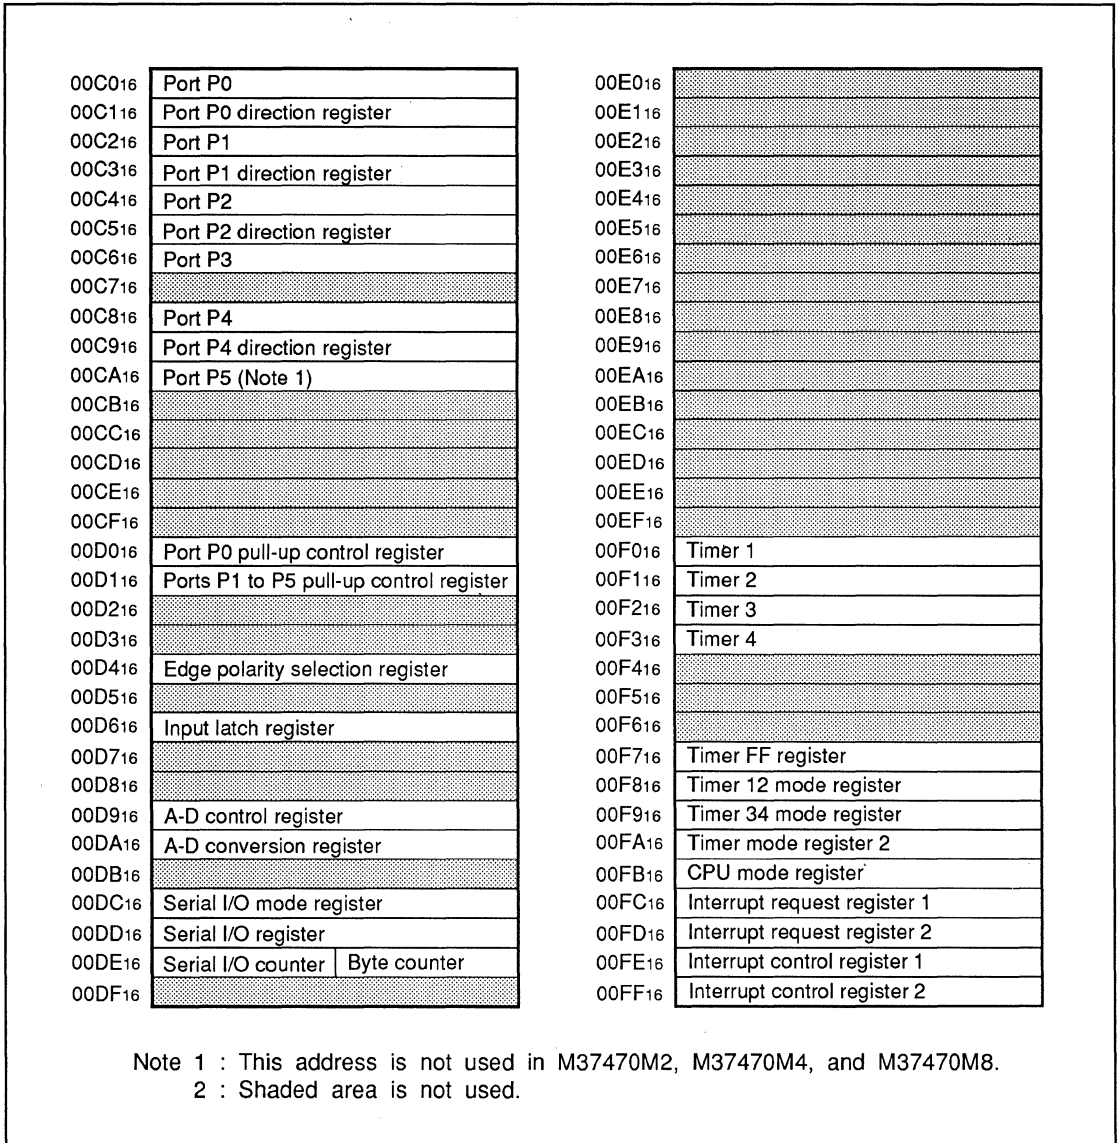 00C016 Port P0
00C116 Port P0 direction register
00C216 Port P1
00C316 Port P1 direction register
00C416 Port P2
00C516 Port P2 direction register
00C616 Port P3
00C716
00C816 Port P4
00C916 Port P4 direction register
00CA16 Port P5 (Note 1)
00CB16
00CC16
00CD16
00CE16
00CF16
00D016 Port P0 pull-up control register
00D116 Ports P1 to P5 pull-up control register
00D216
00D316
00D416 Edge polarity selection register
00D516
00D616 Input latch register
00D716
00D816
00D916 A-D control register
00DA16 A-D conversion register
00DB16
00DC16 Serial I/O mode register
00DD16 Serial I/O register
00DE16 Serial I/O counter Byte counter
00DF16
00E016
00E116
00E216
00E316
00E416
00E516
00E616
00E716
00E816
00E916
00EA16
00EB16
00EC16
00ED16
00EE16
00EF16
00F016 Timer 1
00F116 Timer 2
00F216 Timer 3
00F316 Timer 4
00F416
00F516
00F616
00F716 Timer FF register
00F816 Timer 12 mode register
00F916 Timer 34 mode register
00FA16 Timer mode register 2
00FB16 CPU mode register
00FC16 Interrupt request register 1
00FD16 Interrupt request register 2
00FE16 Interrupt control register 1
00FF16 Interrupt control register 2
Note 1 : This address is not used in M37470M2, M37470M4, and M37470M8.
2 : Shaded area is not used.